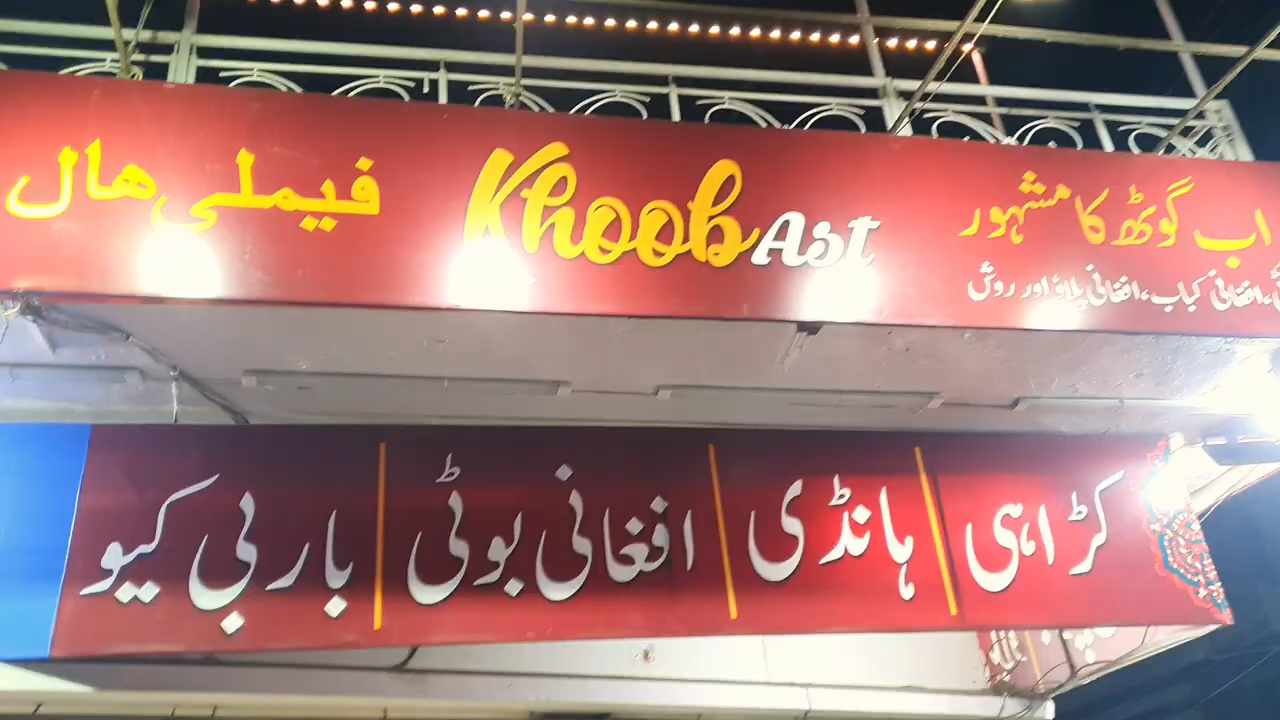 فیملی ہال
Khoob Ast
اب گوٹھ کا مشہور
افغانی کباب، افغانی پلاؤ اور روش
کڑاہی | ہانڈی | افغانی بوٹی | باربی کیو